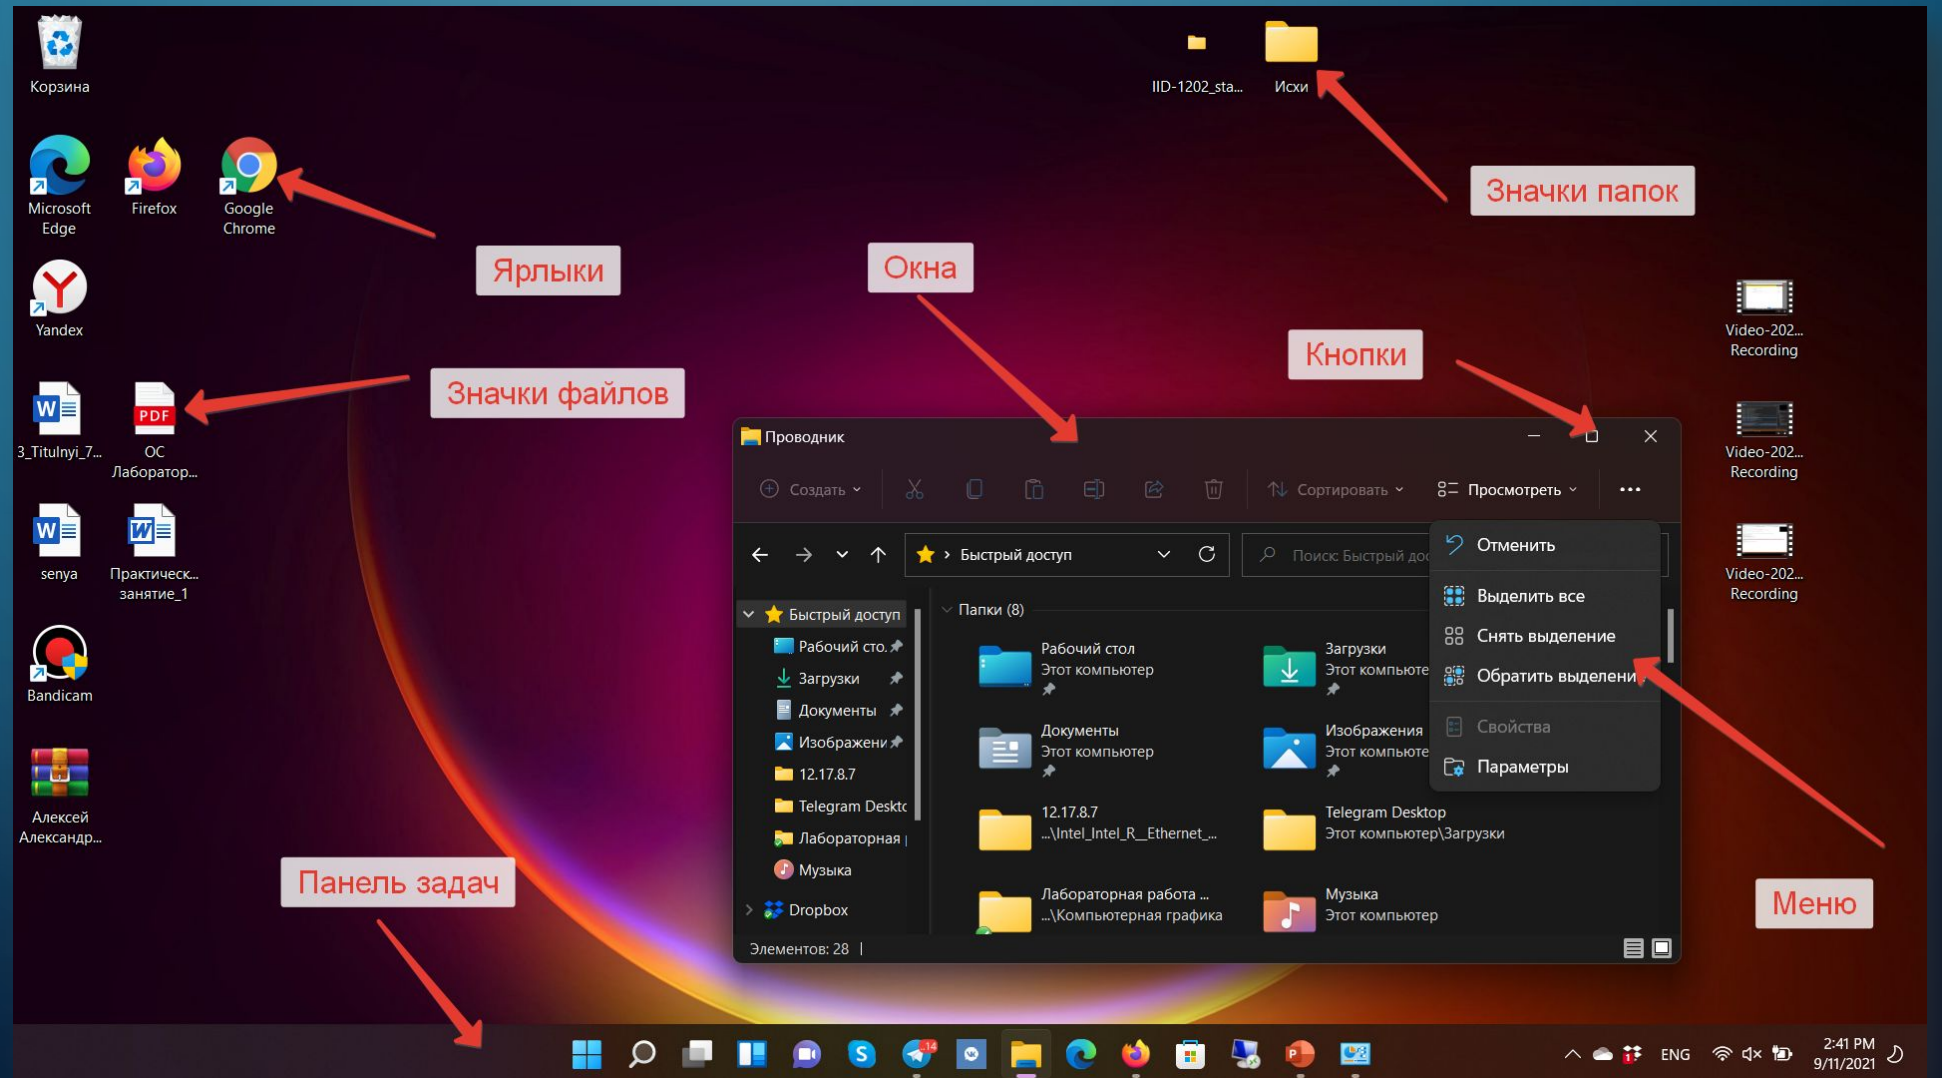 Корзина
IID-1202_sta...
Исхи
Значки папок
Microsoft
Edge
Firefox
Google
Chrome
Ярлыки
Окна
Yandex
Кнопки
Video-202...
Recording
Значки файлов
PDF
3_Titulnyi_7...
ОС
Лаборатор...
Video-202...
Recording
senya
Практическ...
занятие_1
Video-202...
Recording
Bandicam
Алексей
Александр...
Панель задач
Проводник
Создать
Сортировать
Просмотреть
Быстрый доступ
Поиск: Быстрый дос
Отменить
Выделить все
Снять выделение
Обратить выделени
Свойства
Параметры
Быстрый доступ
Рабочий сто.
Загрузки
Документы
Изображени
12.17.8.7
Telegram Deskto
Лабораторная
Музыка
Dropbox
Папки (8)
Рабочий стол
Этот компьютер
Загрузки
Этот компьюте
Документы
Этот компьютер
Изображения
Этот компьюте
12.17.8.7
...\Intel_Intel_R__Ethernet_...
Telegram Desktop
Этот компьютер\Загрузки
Лабораторная работа ...
...\Компьютерная графика
Музыка
Этот компьютер
Элементов: 28
Меню
14
ENG
2:41 PM
9/11/2021